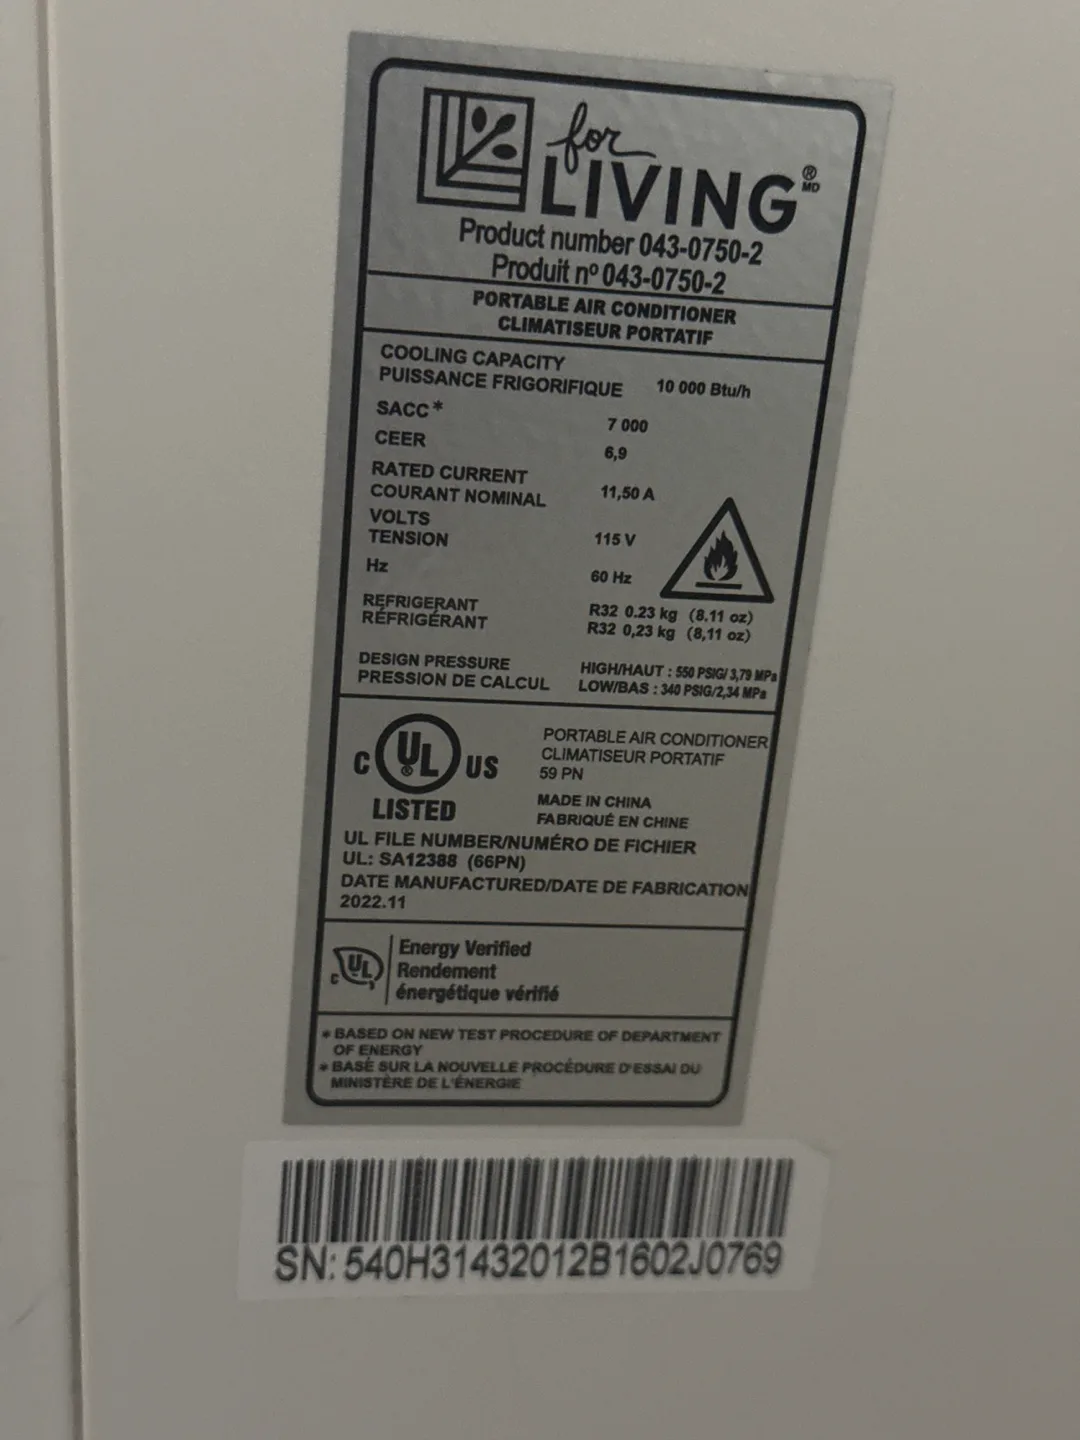 for
LIVING® MD
Product number 043-0750-2
Produit nº 043-0750-2
PORTABLE AIR CONDITIONER
CLIMATISEUR PORTATIF
COOLING CAPACITY
PUISSANCE FRIGORIFIQUE 10 000 Btu/h
SACC* 7 000
CEER 6,9
RATED CURRENT
COURANT NOMINAL 11,50 A
VOLTS
TENSION 115 V
Hz 60 Hz
REFRIGERANT R32 0.23 kg (8.11 oz)
RÉFRIGÉRANT R32 0,23 kg (8,11 oz)
DESIGN PRESSURE HIGH/HAUT : 550 PSIG/ 3,79 MPa
PRESSION DE CALCUL LOW/BAS : 340 PSIG/2,34 MPa
C UL® US
LISTED
PORTABLE AIR CONDITIONER
CLIMATISEUR PORTATIF
59 PN
MADE IN CHINA
FABRIQUÉ EN CHINE
UL FILE NUMBER/NUMÉRO DE FICHIER
UL: SA12388 (66PN)
DATE MANUFACTURED/DATE DE FABRICATION
2022.11
C UL S
Energy Verified
Rendement
énergétique vérifié
* BASED ON NEW TEST PROCEDURE OF DEPARTMENT
OF ENERGY
* BASÉ SUR LA NOUVELLE PROCÉDURE D'ESSAI DU
MINISTÈRE DE L'ÉNERGIE
SN: 540H31432012B1602J0769